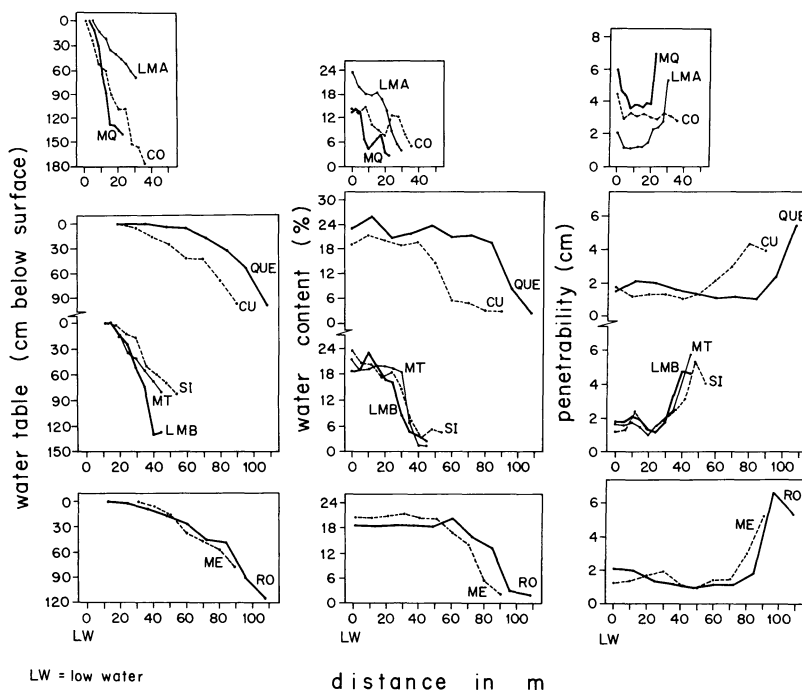 0
30
60
90
120
150
180
LMA
MQ
CO
0
20
40
24
18
12
6
0
LMA
CO
MQ
0
20
40
8
6
4
2
0
MQ
LMA
CO
0
20
40
water table (cm below surface)
0
30
60
90
QUE
CU
0
30
60
90
120
150
SI
MT
LMB
0
20
40
60
80
100
water content (%)
24
18
12
6
0
QUE
CU
24
18
12
6
0
MT
LMB
SI
0
20
40
60
80
100
penetrability (cm)
6
4
2
0
QUE
CU
6
4
2
0
MT
LMB
SI
0
20
40
60
80
100
0
30
60
90
120
ME
RO
0
20
40
60
80
100
LW
24
18
12
6
0
ME
RO
0
20
40
60
80
100
LW
6
4
2
0
ME
RO
0
20
40
60
80
100
LW
LW = low water
distance in m